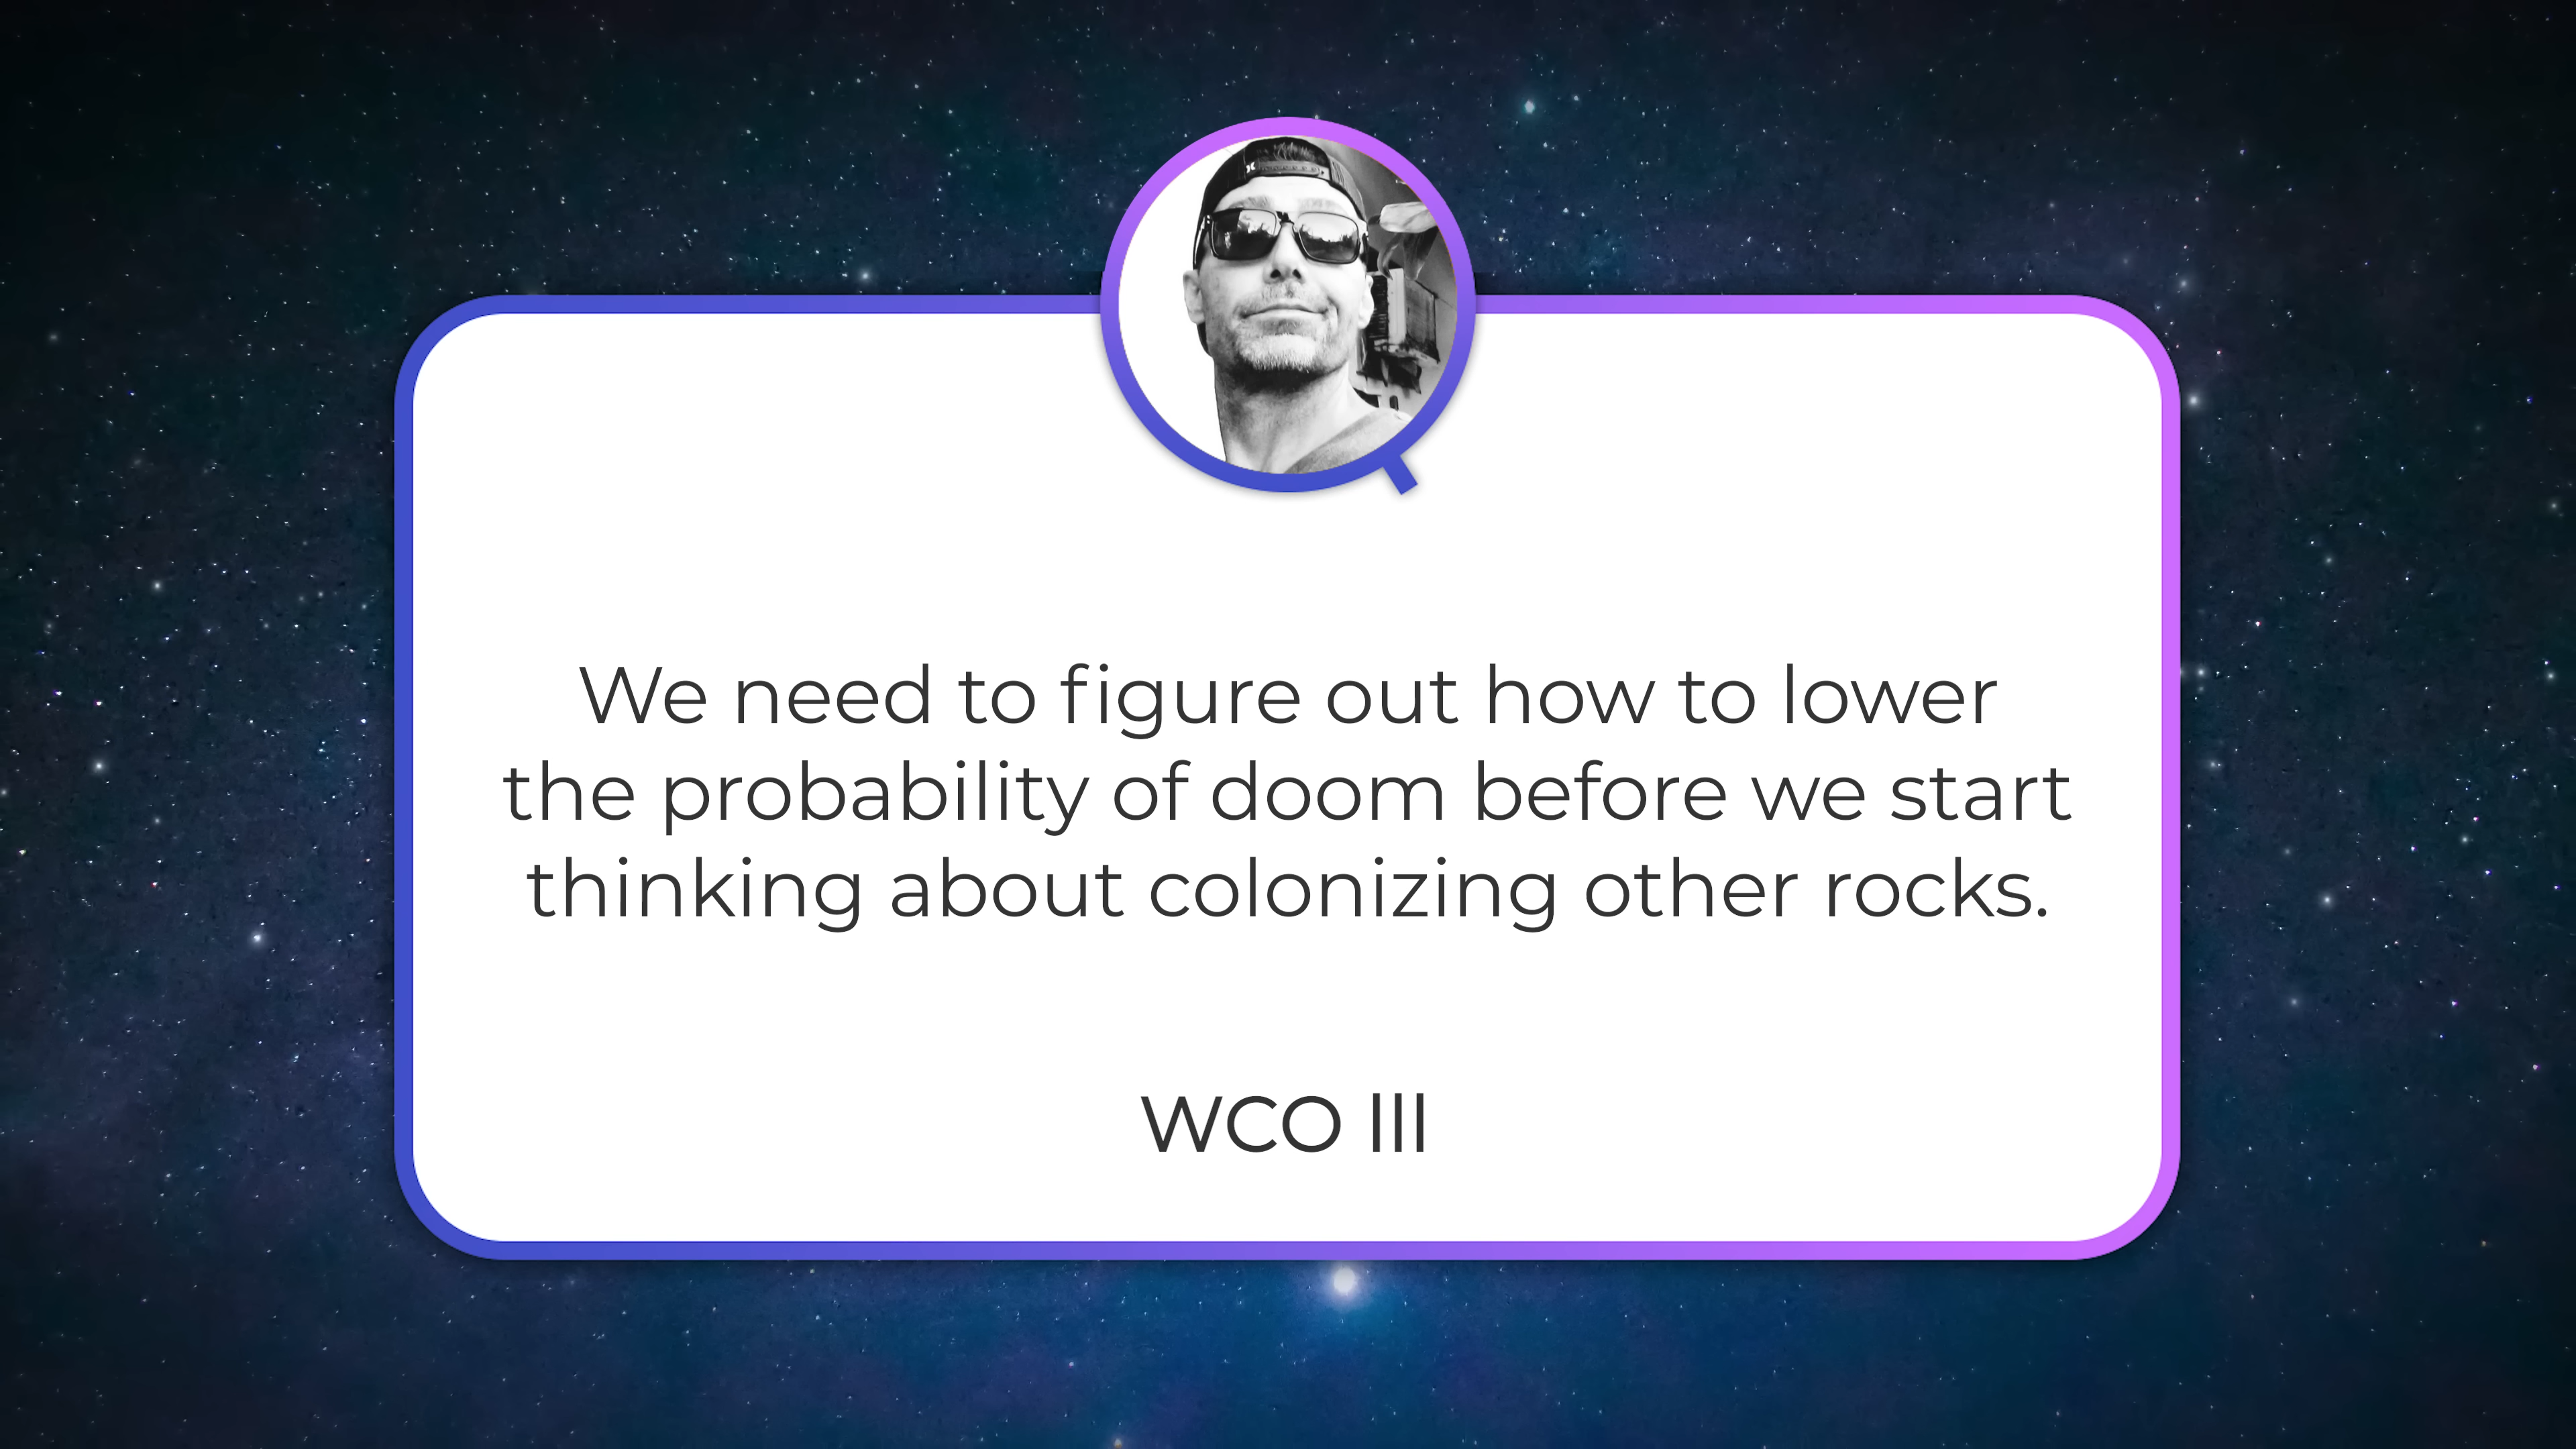 We need to figure out how to lower
the probability of doom before we start
thinking about colonizing other rocks.
WCO lll